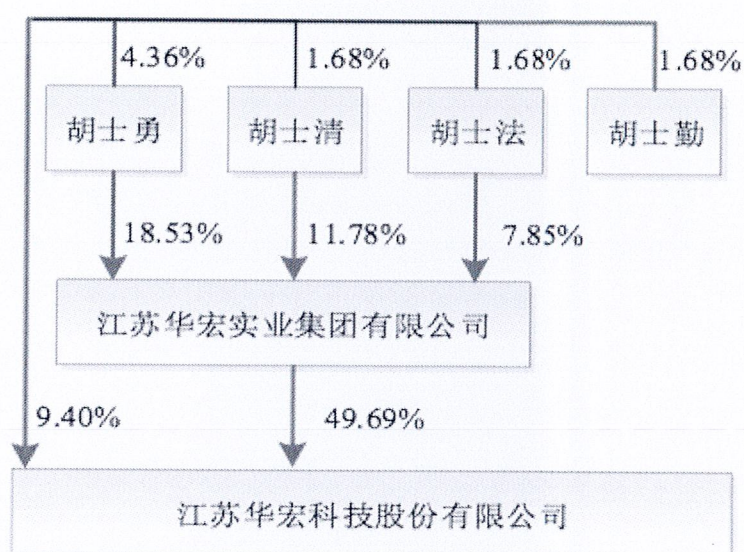 4.36% 1.68% 1.68% 1.68%
胡士勇 胡士清 胡士法 胡士勤
18.53% 11.78% 7.85%
江苏华宏实业集团有限公司
9.40% 49.69%
江苏华宏科技股份有限公司